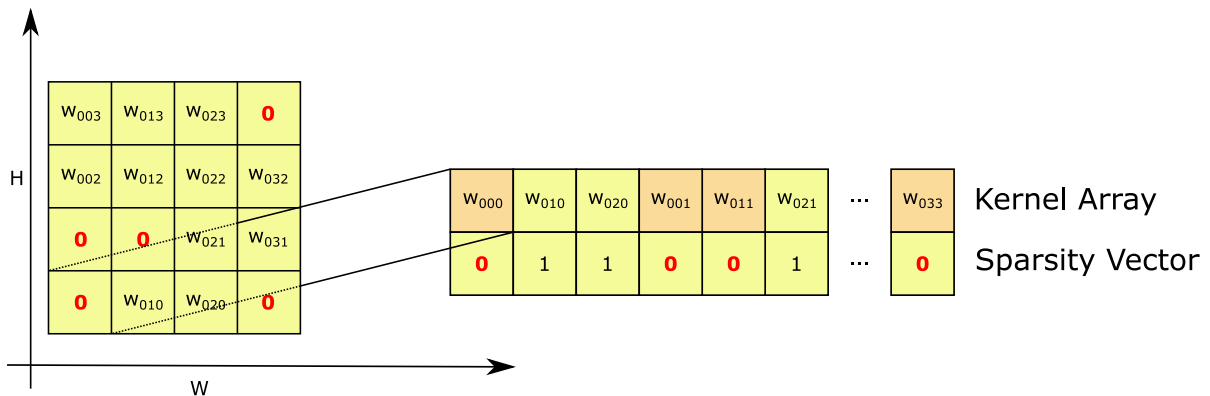 H
w003 w013 w023 0
w002 w012 w022 w032
0 0 w021 w031
0 w010 w020 0
W
w000 w010 w020 w001 w011 w021 ... w033 Kernel Array
0 1 1 0 0 1 ... 0 Sparsity Vector